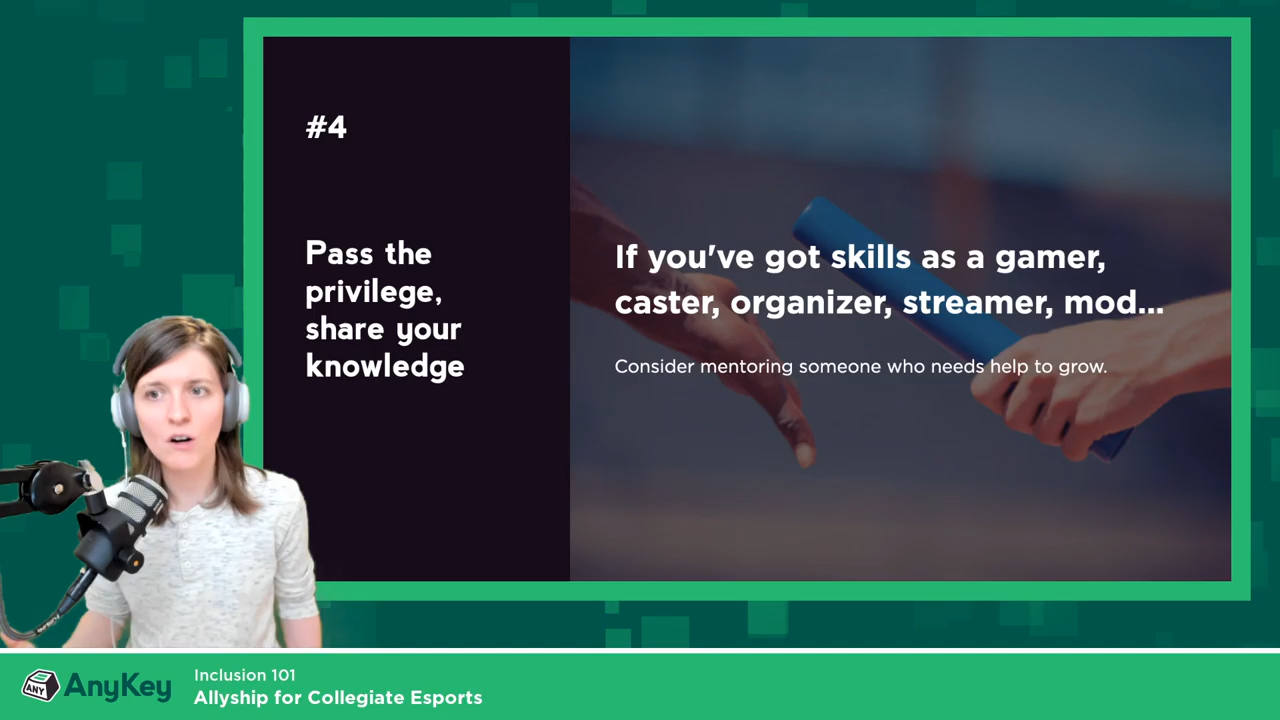 #4
Pass the
privilege,
share your
knowledge
If you've got skills as a gamer,
caster, organizer, streamer, mod...
Consider mentoring someone who needs help to grow.
ANY
AnyKey
Inclusion 101
Allyship for Collegiate Esports